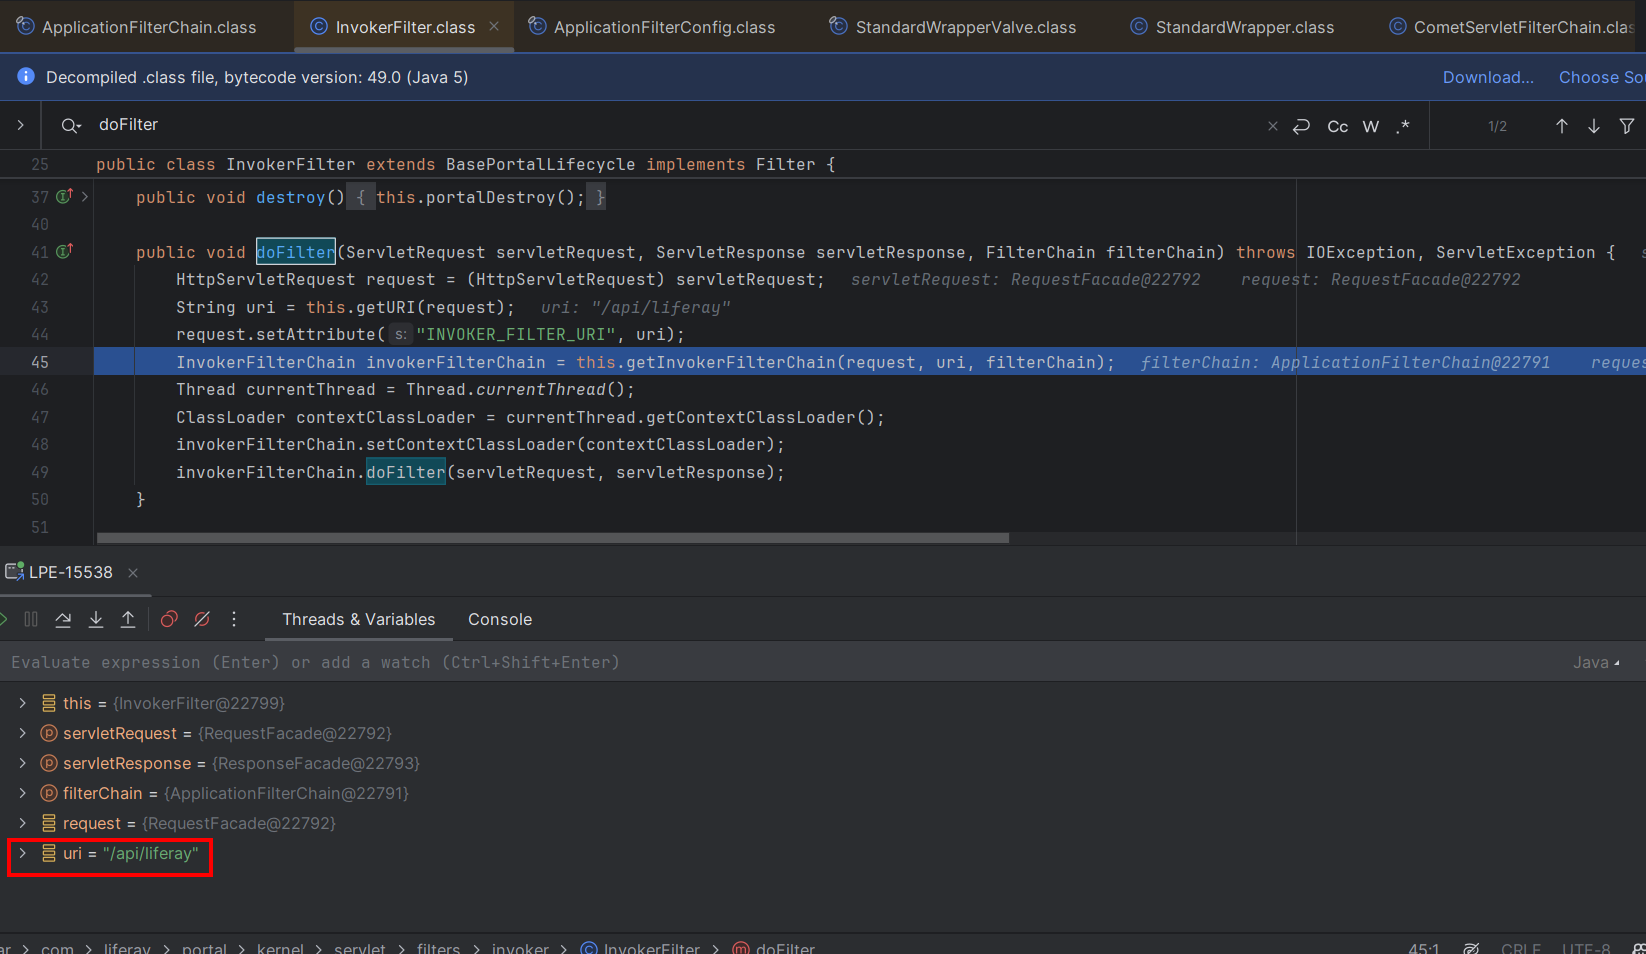 ApplicationFilterChain.class InvokerFilter.class ApplicationFilterConfig.class StandardWrapperValve.class StandardWrapper.class CometServletFilterChain.clas
Decompiled .class file, bytecode version: 49.0 (Java 5) Download... Choose Sou
doFilter Cc W .* 1/2
25 public class InvokerFilter extends BasePortalLifecycle implements Filter {
37 public void destroy() { this.portalDestroy(); }
40
41 public void doFilter(ServletRequest servletRequest, ServletResponse servletResponse, FilterChain filterChain) throws IOException, ServletException { s
42 HttpServletRequest request = (HttpServletRequest) servletRequest; servletRequest: RequestFacade@22792 request: RequestFacade@22792
43 String uri = this.getURI(request); uri: "/api/liferay"
44 request.setAttribute( s: "INVOKER_FILTER_URI", uri);
45 InvokerFilterChain invokerFilterChain = this.getInvokerFilterChain(request, uri, filterChain); filterChain: ApplicationFilterChain@22791 reques
46 Thread currentThread = Thread.currentThread();
47 ClassLoader contextClassLoader = currentThread.getContextClassLoader();
48 invokerFilterChain.setContextClassLoader(contextClassLoader);
49 invokerFilterChain.doFilter(servletRequest, servletResponse);
50 }
51
LPE-15538
Threads & Variables Console
Evaluate expression (Enter) or add a watch (Ctrl+Shift+Enter) Java
this = {InvokerFilter@22799}
servletRequest = {RequestFacade@22792}
servletResponse = {ResponseFacade@22793}
filterChain = {ApplicationFilterChain@22791}
request = {RequestFacade@22792}
uri = "/api/liferay"
ar > com > liferay > portal > kernel > servlet > filters > invoker > InvokerFilter > doFilter 45:1 CRLF UTF-8